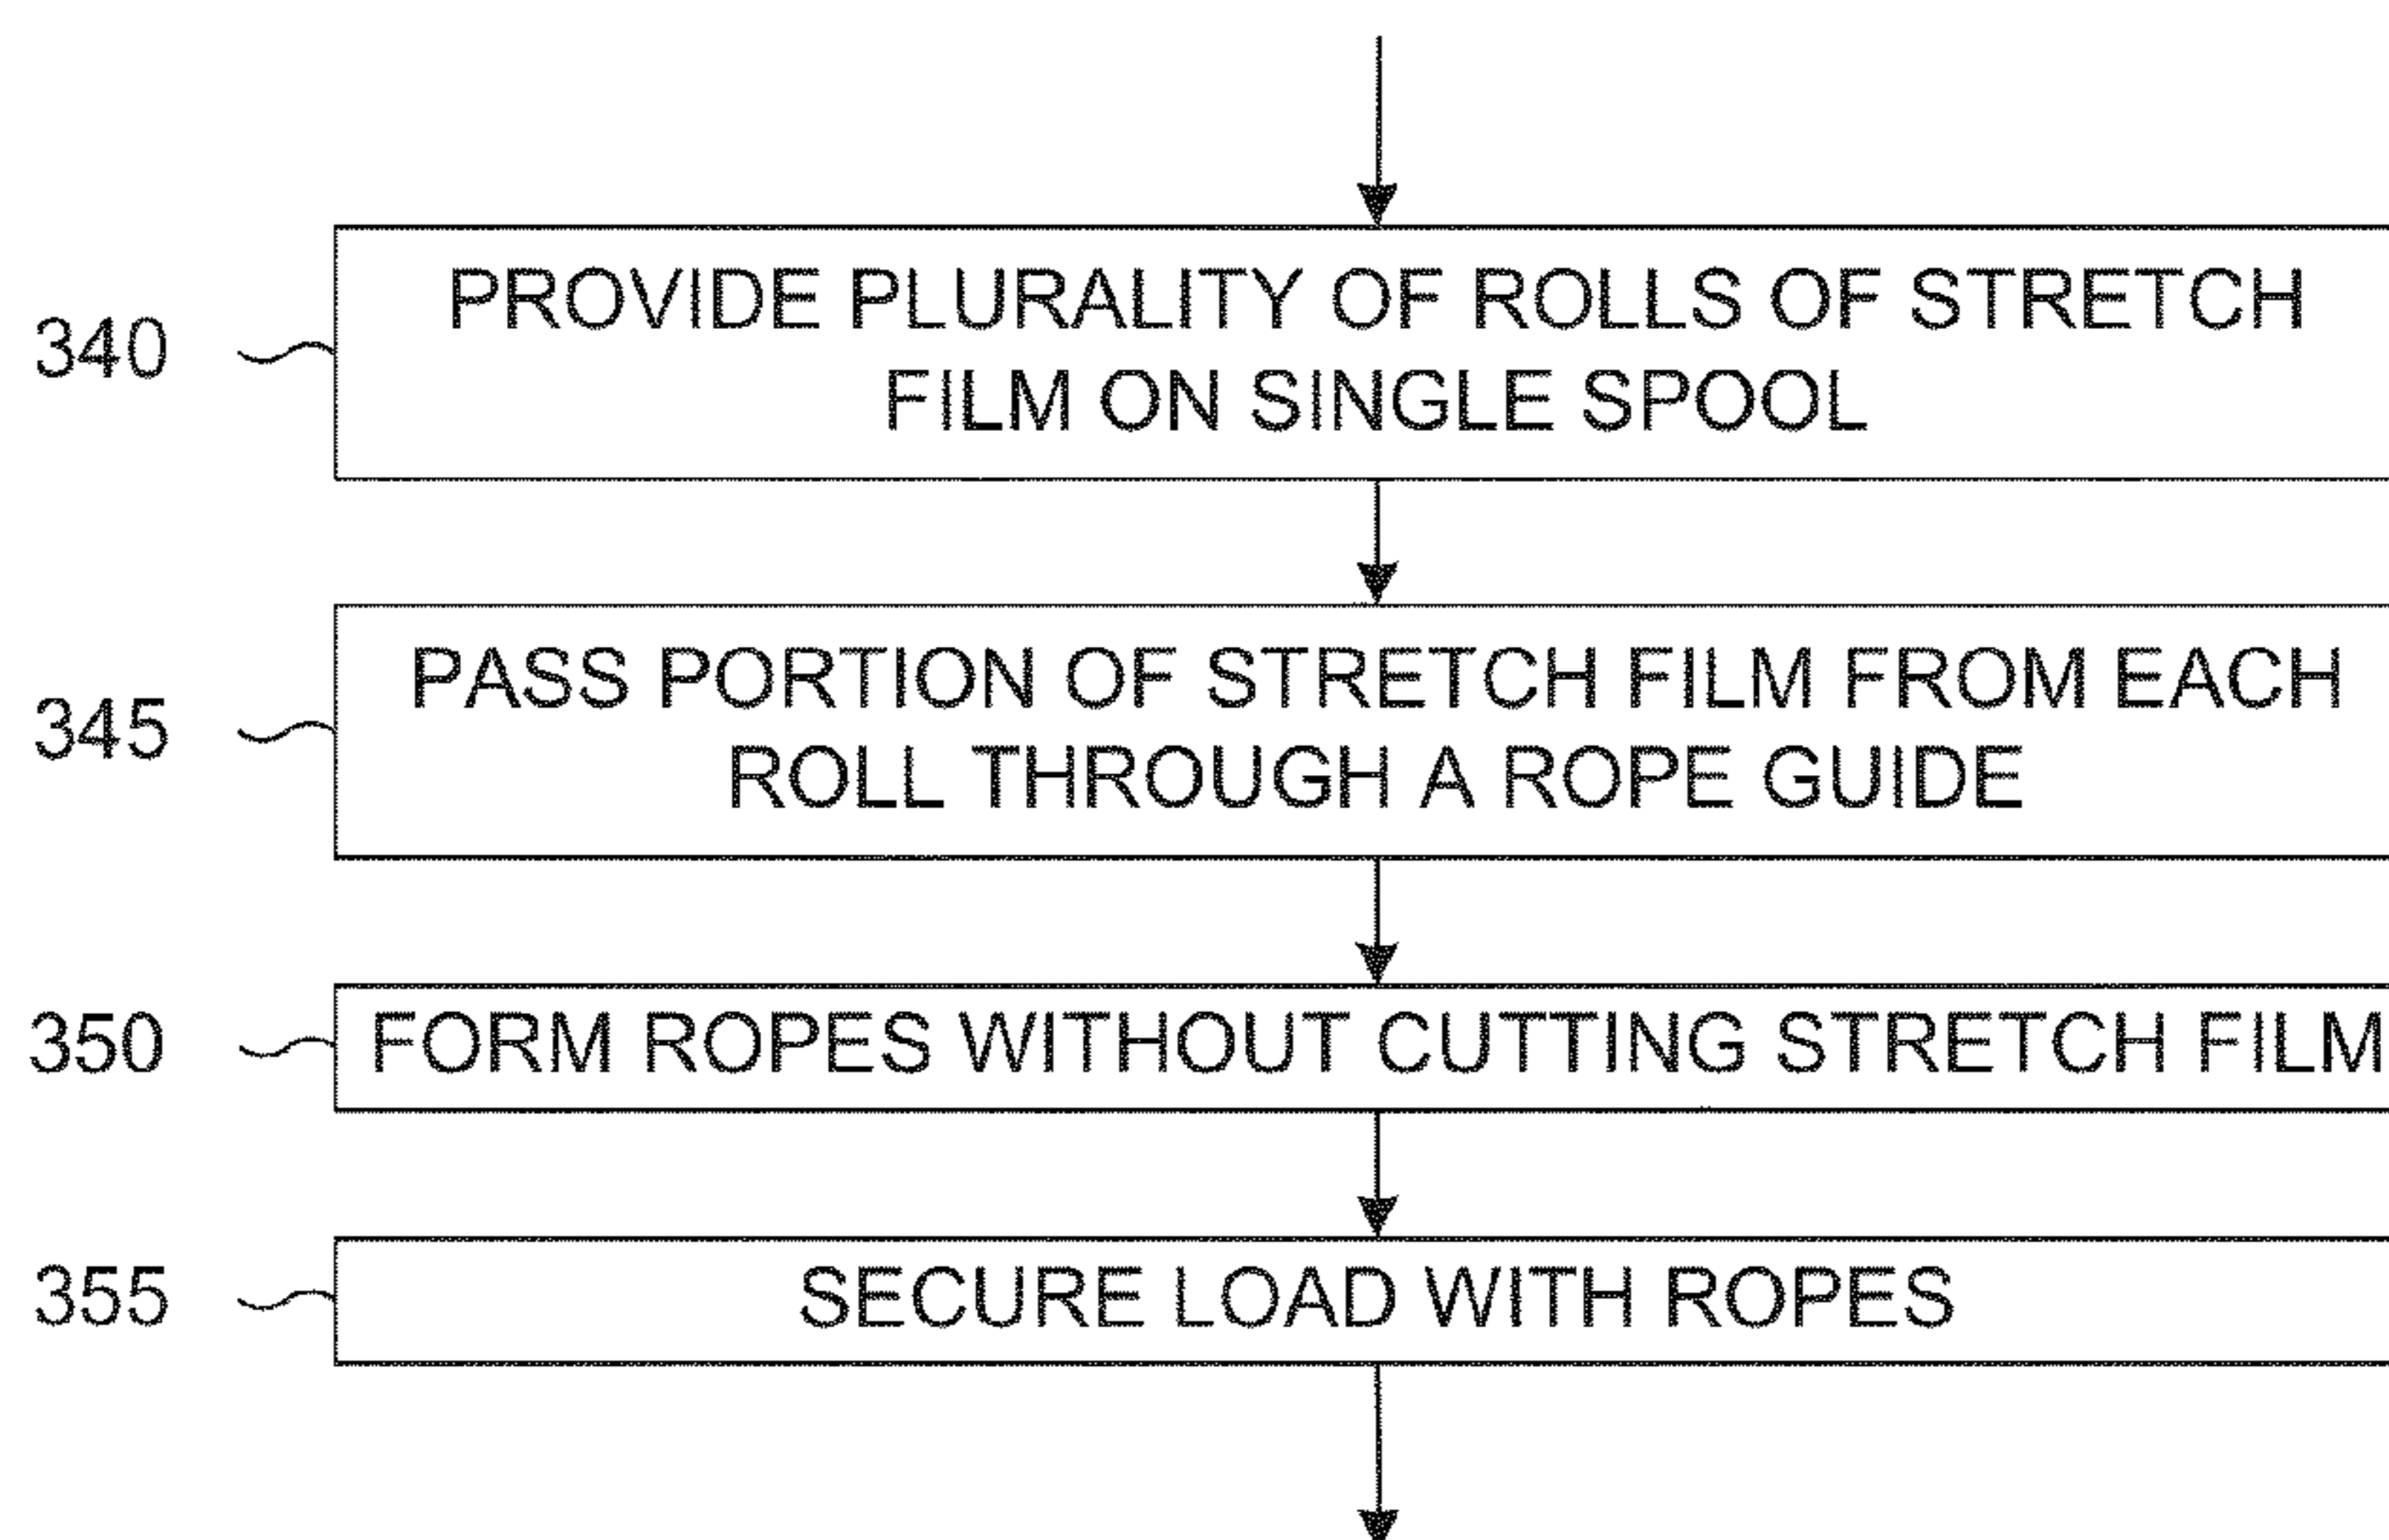 340
PROVIDE PLURALITY OF ROLLS OF STRETCH
FILM ON SINGLE SPOOL
345
PASS PORTION OF STRETCH FILM FROM EACH
ROLL THROUGH A ROPE GUIDE
350
FORM ROPES WITHOUT CUTTING STRETCH FILM
355
SECURE LOAD WITH ROPES